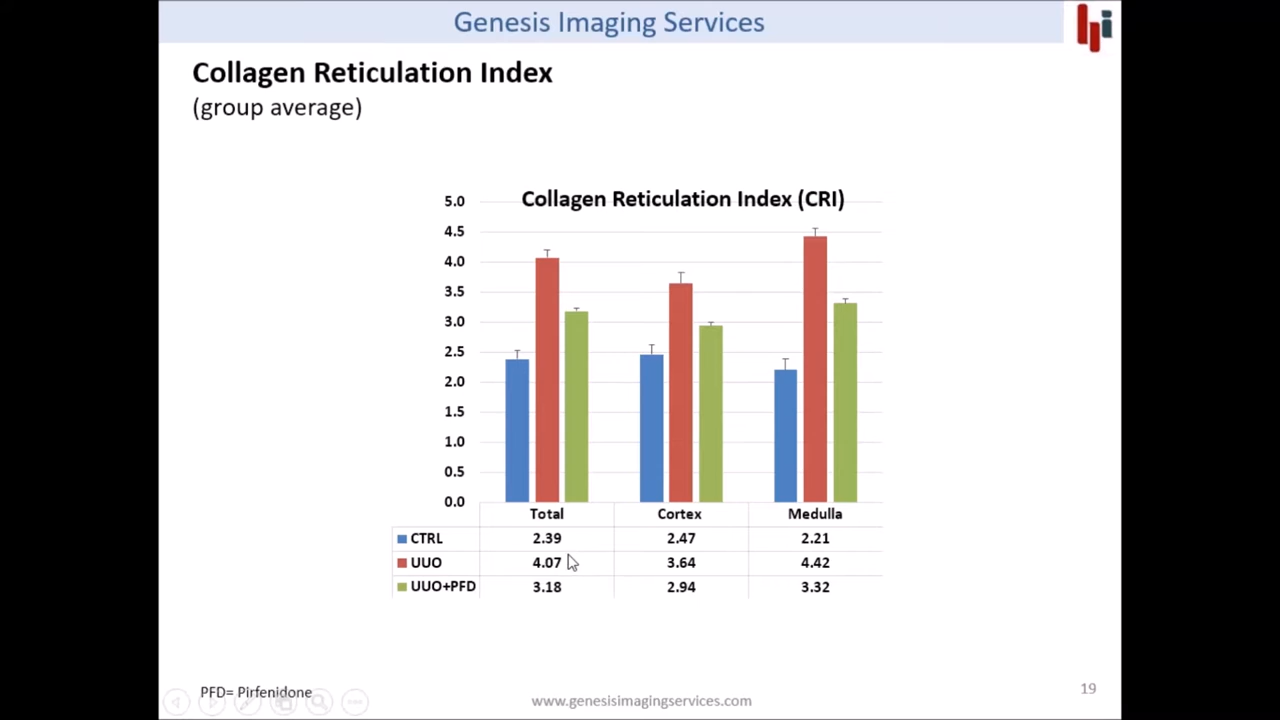 Genesis Imaging Services
Collagen Reticulation Index
(group average)
Collagen Reticulation Index (CRI)
5.0
4.5
4.0
3.5
3.0
2.5
2.0
1.5
1.0
0.5
0.0
Total Cortex Medulla
CTRL 2.39 2.47 2.21
UUO 4.07 3.64 4.42
UUO+PFD 3.18 2.94 3.32
PFD= Pirfenidone
www.genesisimagingservices.com
19